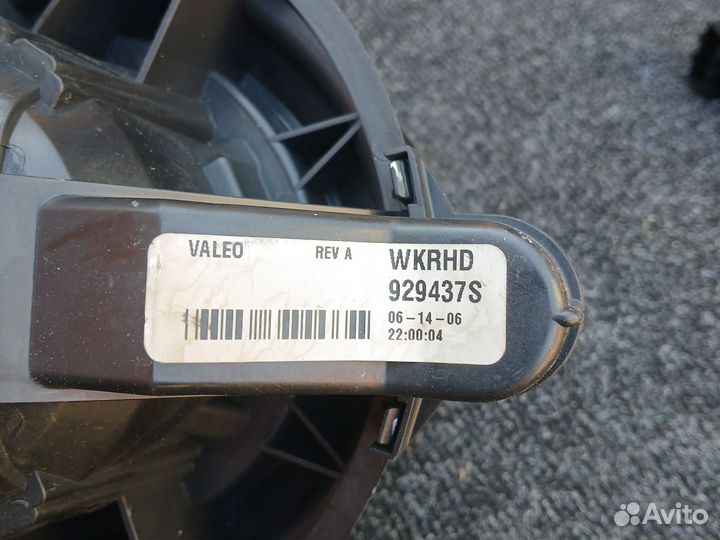 VALEO REV A WKRHD
929437S
06-14-06
22:00:04
Avito